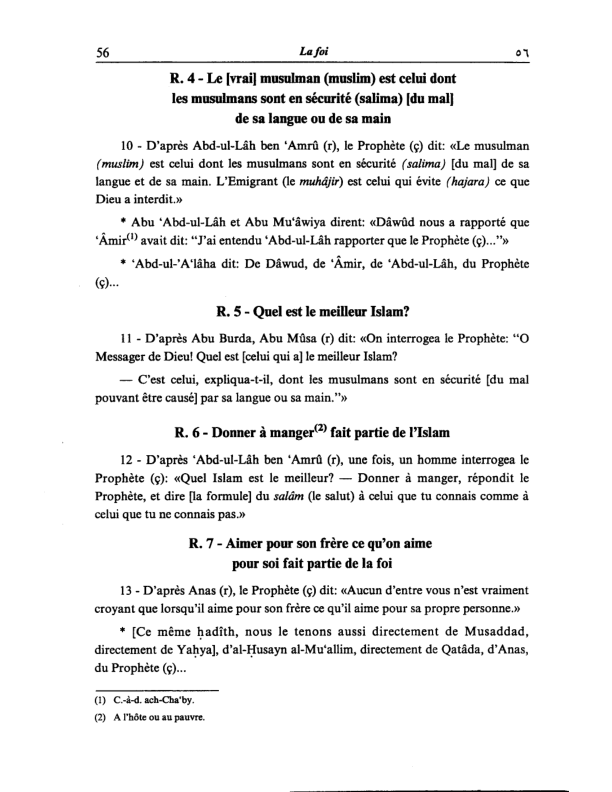 56 La foi ٥٦
R. 4 - Le [vrai] musulman (muslim) est celui dont
les musulmans sont en sécurité (salima) [du mal]
de sa langue ou de sa main
10 - D'après Abd-ul-Lâh ben ‘Amrû (r), le Prophète (ç) dit: «Le musulman
(muslim) est celui dont les musulmans sont en sécurité (salima) [du mal] de sa
langue et de sa main. L'Emigrant (le muhâjir) est celui qui évite (hajara) ce que
Dieu a interdit.»
* Abu ‘Abd-ul-Lâh et Abu Mu‘âwiya dirent: «Dâwûd nous a rapporté que
‘Âmir(1) avait dit: “J'ai entendu ‘Abd-ul-Lâh rapporter que le Prophète (ç)...”»
* ‘Abd-ul-’A‘lâha dit: De Dâwud, de ‘Âmir, de ‘Abd-ul-Lâh, du Prophète
(ç)...
R. 5 - Quel est le meilleur Islam?
11 - D'après Abu Burda, Abu Mûsa (r) dit: «On interrogea le Prophète: “O
Messager de Dieu! Quel est [celui qui a] le meilleur Islam?
— C'est celui, expliqua-t-il, dont les musulmans sont en sécurité [du mal
pouvant être causé] par sa langue ou sa main.”»
R. 6 - Donner à manger(2) fait partie de l'Islam
12 - D'après ‘Abd-ul-Lâh ben ‘Amrû (r), une fois, un homme interrogea le
Prophète (ç): «Quel Islam est le meilleur? — Donner à manger, répondit le
Prophète, et dire [la formule] du salâm (le salut) à celui que tu connais comme à
celui que tu ne connais pas.»
R. 7 - Aimer pour son frère ce qu'on aime
pour soi fait partie de la foi
13 - D'après Anas (r), le Prophète (ç) dit: «Aucun d'entre vous n'est vraiment
croyant que lorsqu'il aime pour son frère ce qu'il aime pour sa propre personne.»
* [Ce même ḥadîth, nous le tenons aussi directement de Musaddad,
directement de Yaḥya], d'al-Ḥusayn al-Mu‘allim, directement de Qatâda, d'Anas,
du Prophète (ç)...
(1) C.-à-d. ach-Cha‘by.
(2) A l'hôte ou au pauvre.